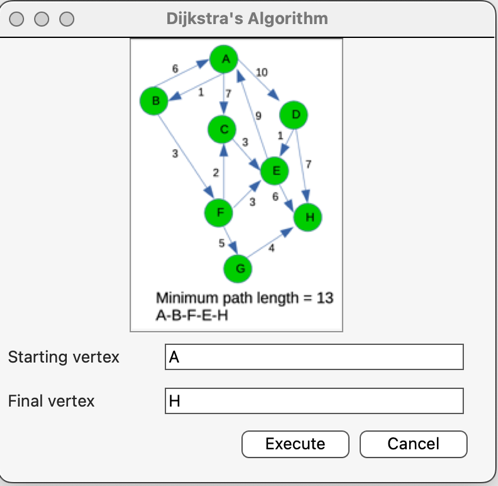 Dijkstra's Algorithm
A
6
10
1
7
B
D
9
C
1
3
3
7
2
E
3
6
F
H
5
4
G
Minimum path length = 13
A-B-F-E-H
Starting vertex
A
Final vertex
H
Execute
Cancel